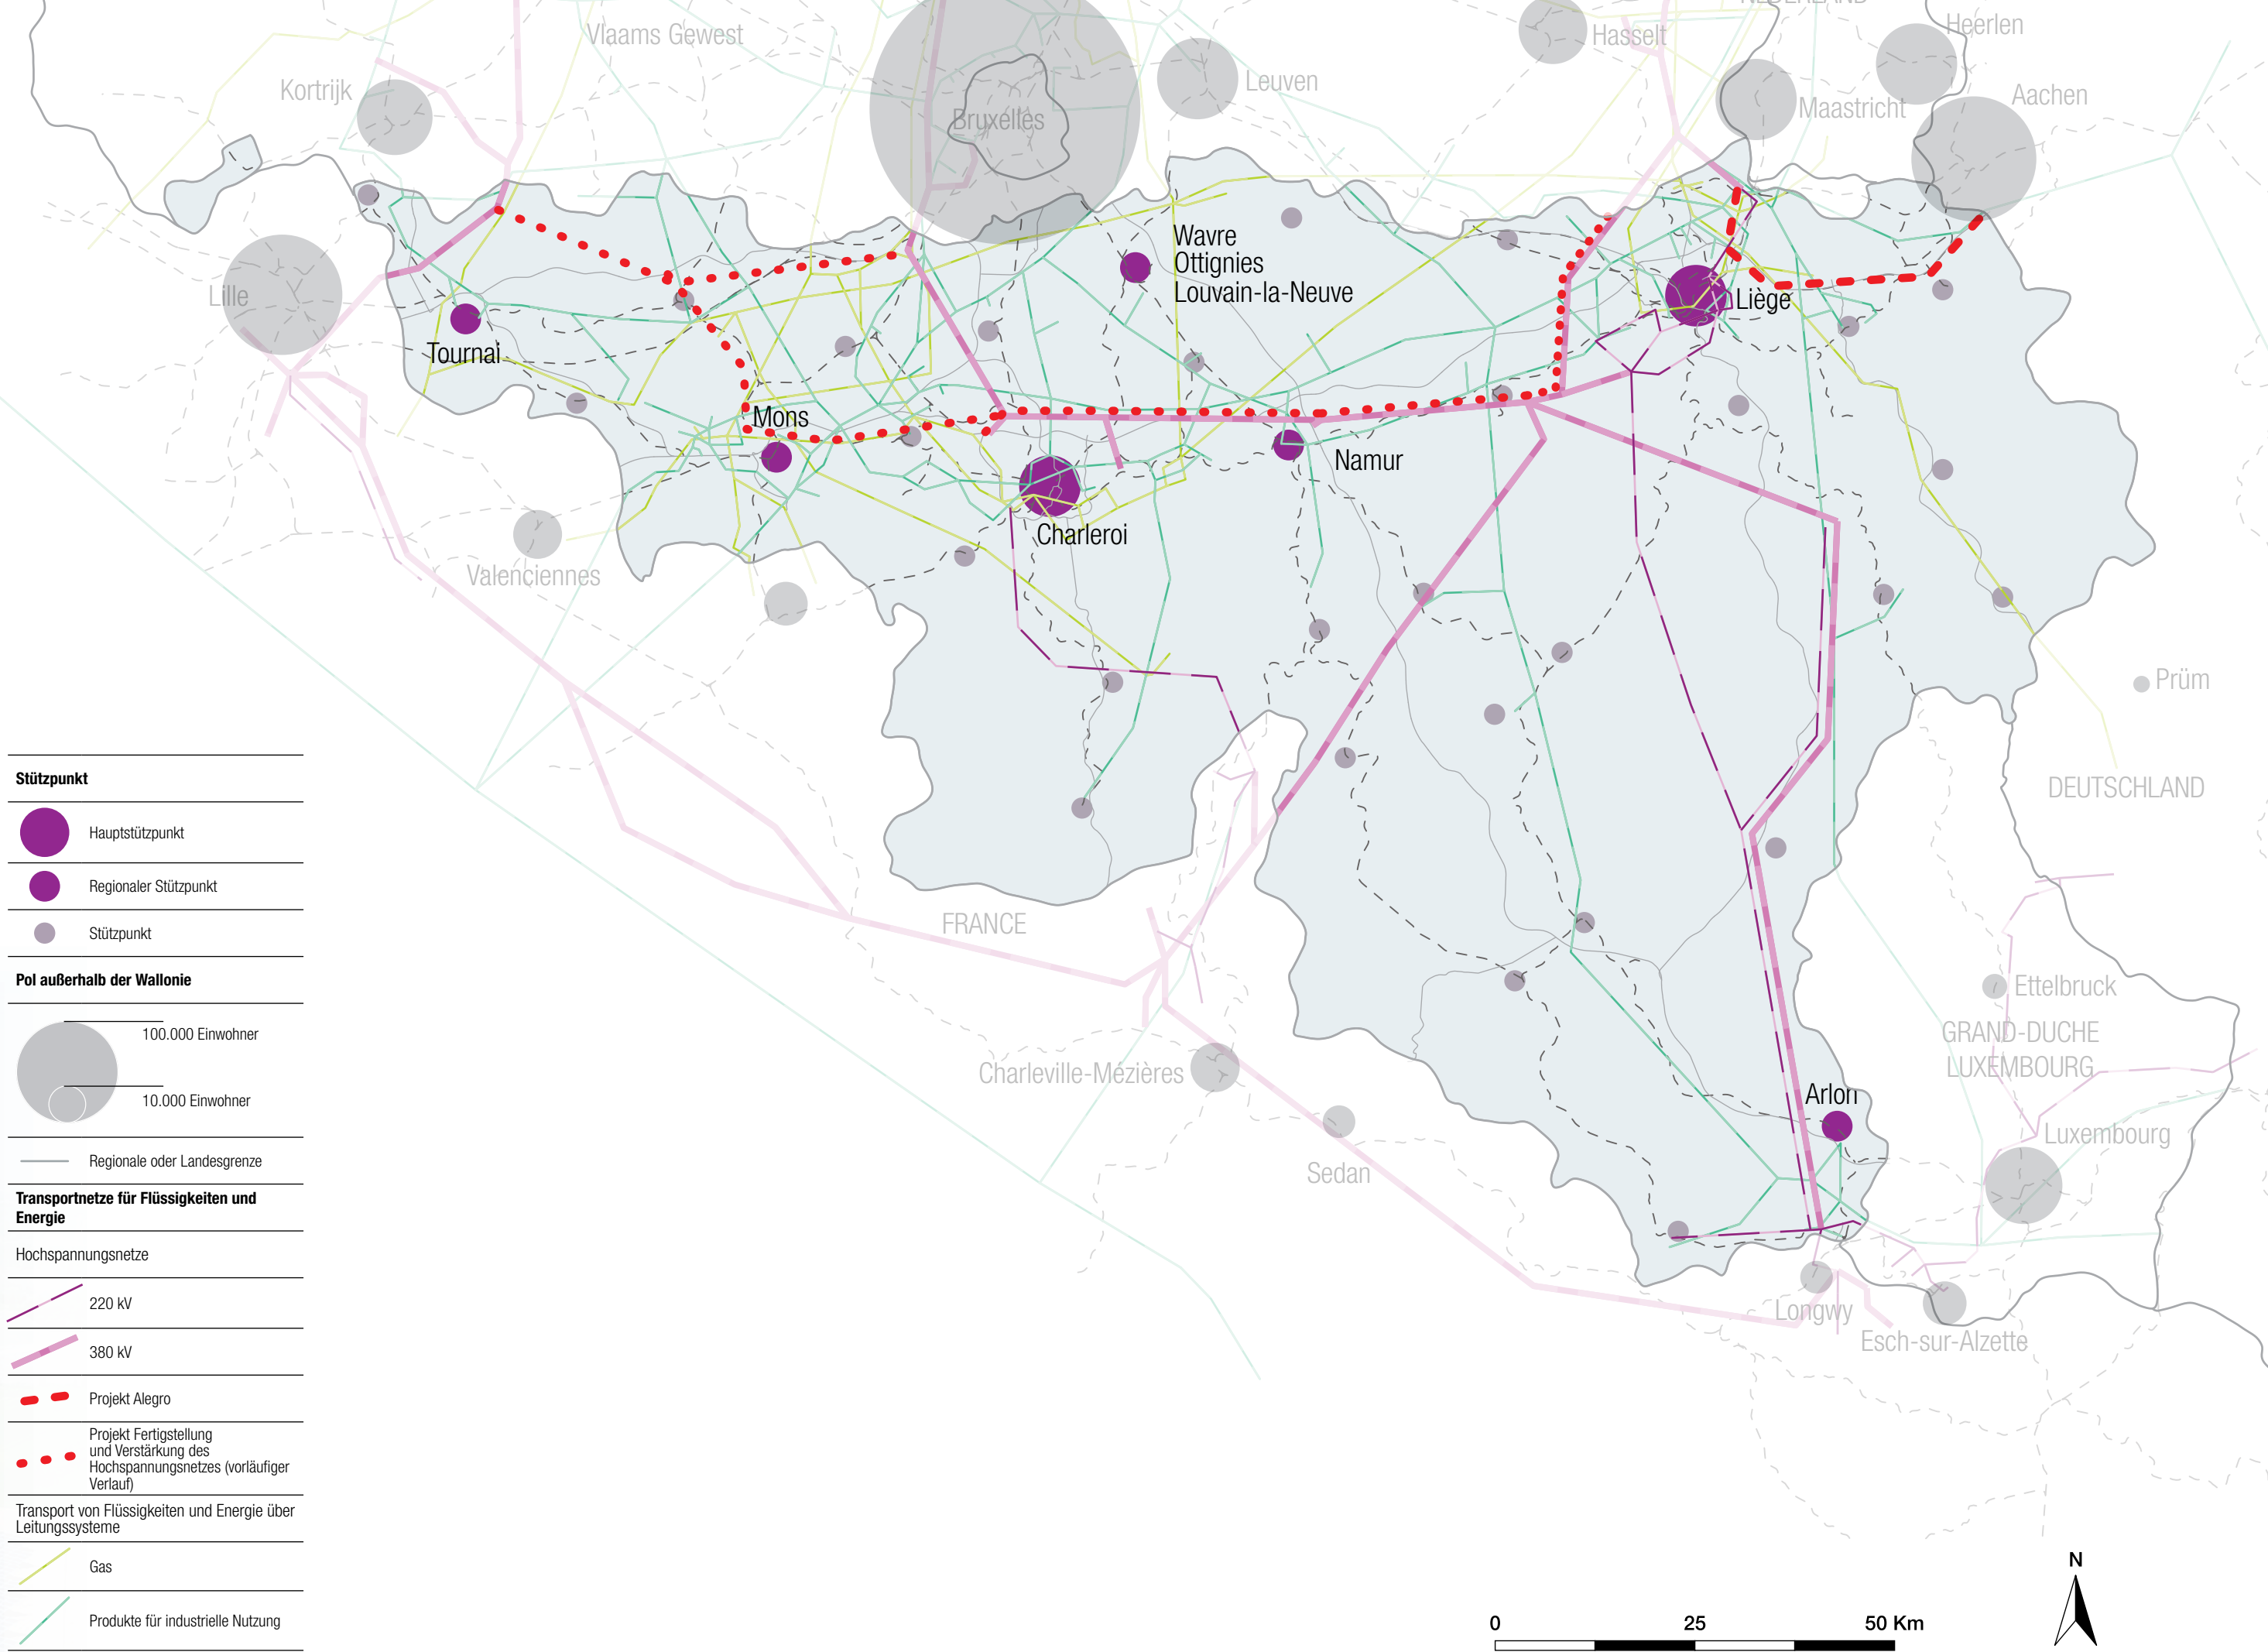 NEDERLAND
Heerlen
Vlaams Gewest
Hasselt
Kortrijk
Leuven
Aachen
Maastricht
Bruxelles
Wavre
Ottignies
Louvain-la-Neuve
Lille
Liège
Tournai
Mons
Namur
Charleroi
Valenciennes
Prüm
DEUTSCHLAND
FRANCE
Ettelbruck
GRAND-DUCHE
LUXEMBOURG
Charleville-Mézières
Arlon
Luxembourg
Sedan
Longwy
Esch-sur-Alzette
Stützpunkt
Hauptstützpunkt
Regionaler Stützpunkt
Stützpunkt
Pol außerhalb der Wallonie
100.000 Einwohner
10.000 Einwohner
Regionale oder Landesgrenze
Transportnetze für Flüssigkeiten und
Energie
Hochspannungsnetze
220 kV
380 kV
Projekt Alegro
Projekt Fertigstellung
und Verstärkung des
Hochspannungsnetzes (vorläufiger
Verlauf)
Transport von Flüssigkeiten und Energie über
Leitungssysteme
Gas
Produkte für industrielle Nutzung
0 25 50 Km
N